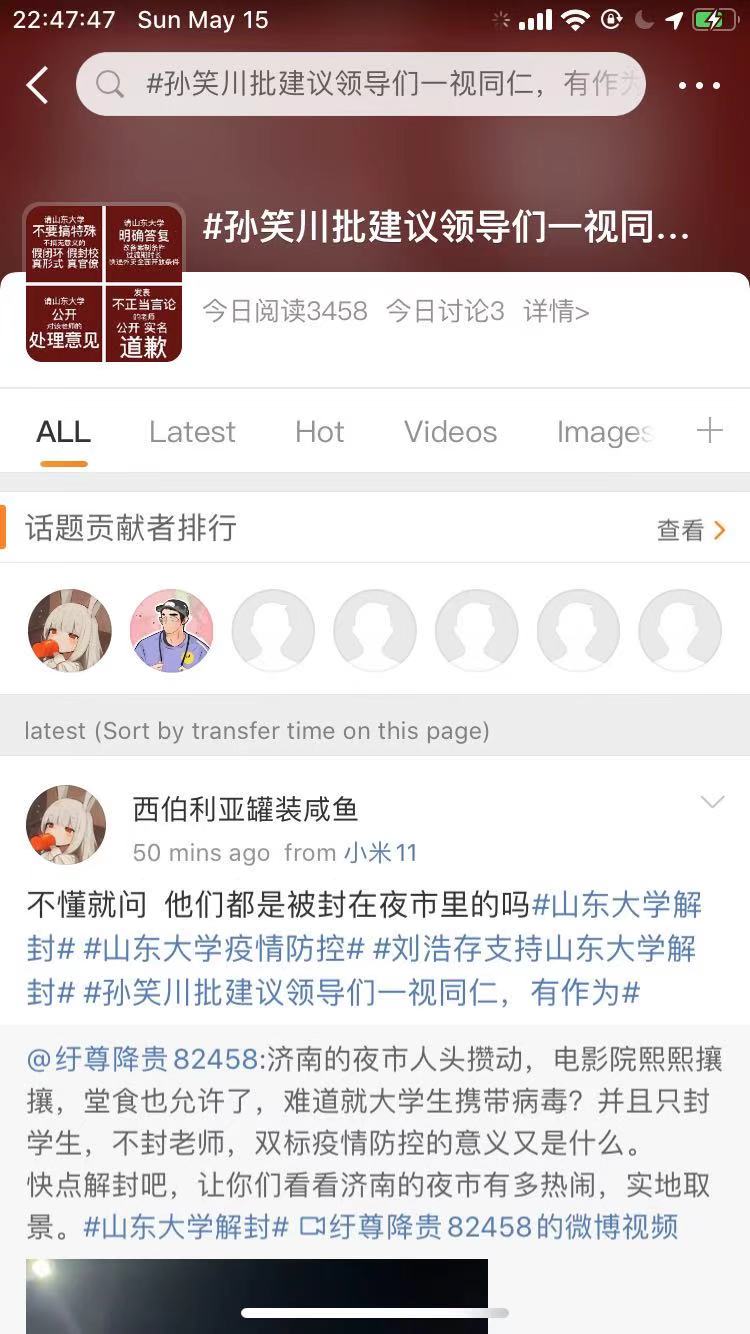 22:47:47 Sun May 15
#孙笑川批建议领导们一视同仁，有作为
请山东大学
不要搞特殊
不搞无意义的
假闭环 假封校
真形式 真官僚
请山东大学
明确答复
请山东大学
公开
对该老师的
处理意见
发表
不正当言论
的老师
公开 实名
道歉
#孙笑川批建议领导们一视同...
今日阅读3458 今日讨论3 详情>
ALL Latest Hot Videos Images
话题贡献者排行 查看
latest (Sort by transfer time on this page)
西伯利亚罐装咸鱼
50 mins ago from 小米11
不懂就问 他们都是被封在夜市里的吗#山东大学解
封# #山东大学疫情防控# #刘浩存支持山东大学解
封# #孙笑川批建议领导们一视同仁，有作为#
@纡尊降贵82458:济南的夜市人头攒动，电影院熙熙攘
攘，堂食也允许了，难道就大学生携带病毒？并且只封
学生，不封老师，双标疫情防控的意义又是什么。
快点解封吧，让你们看看济南的夜市有多热闹，实地取
景。#山东大学解封# 纡尊降贵82458的微博视频